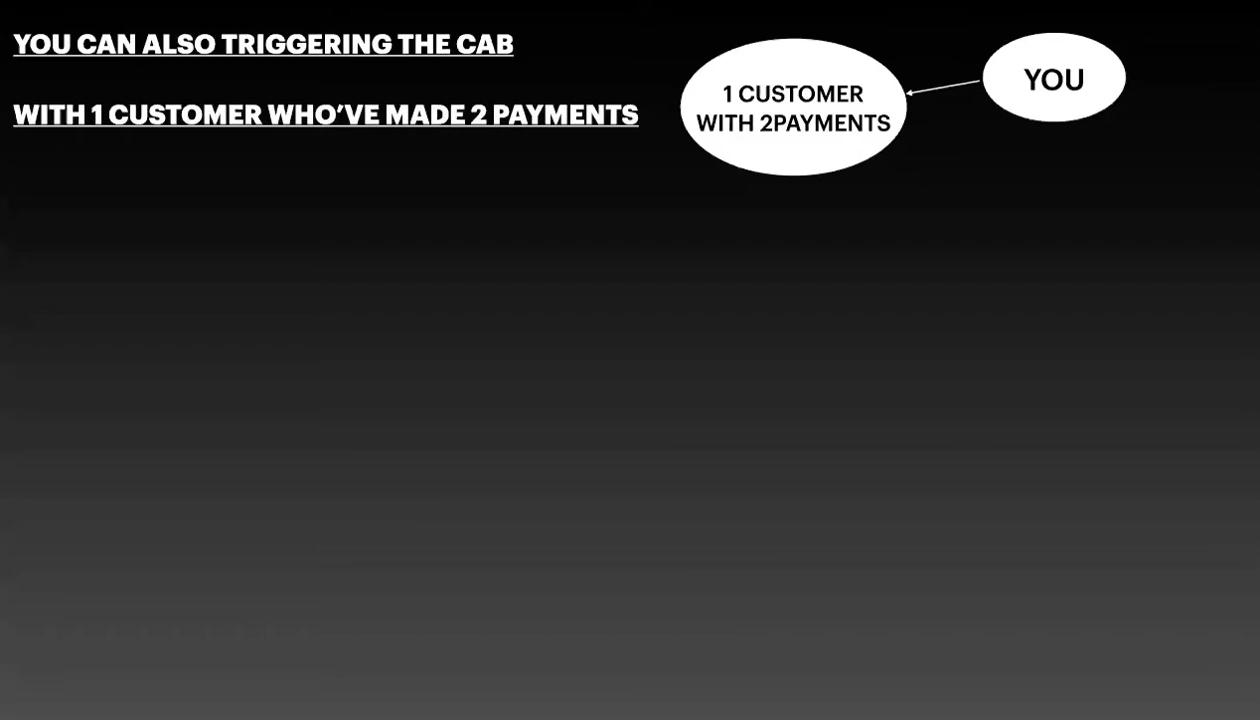 YOU CAN ALSO TRIGGERING THE CAB
WITH 1 CUSTOMER WHO’VE MADE 2 PAYMENTS
1 CUSTOMER
WITH 2PAYMENTS
YOU